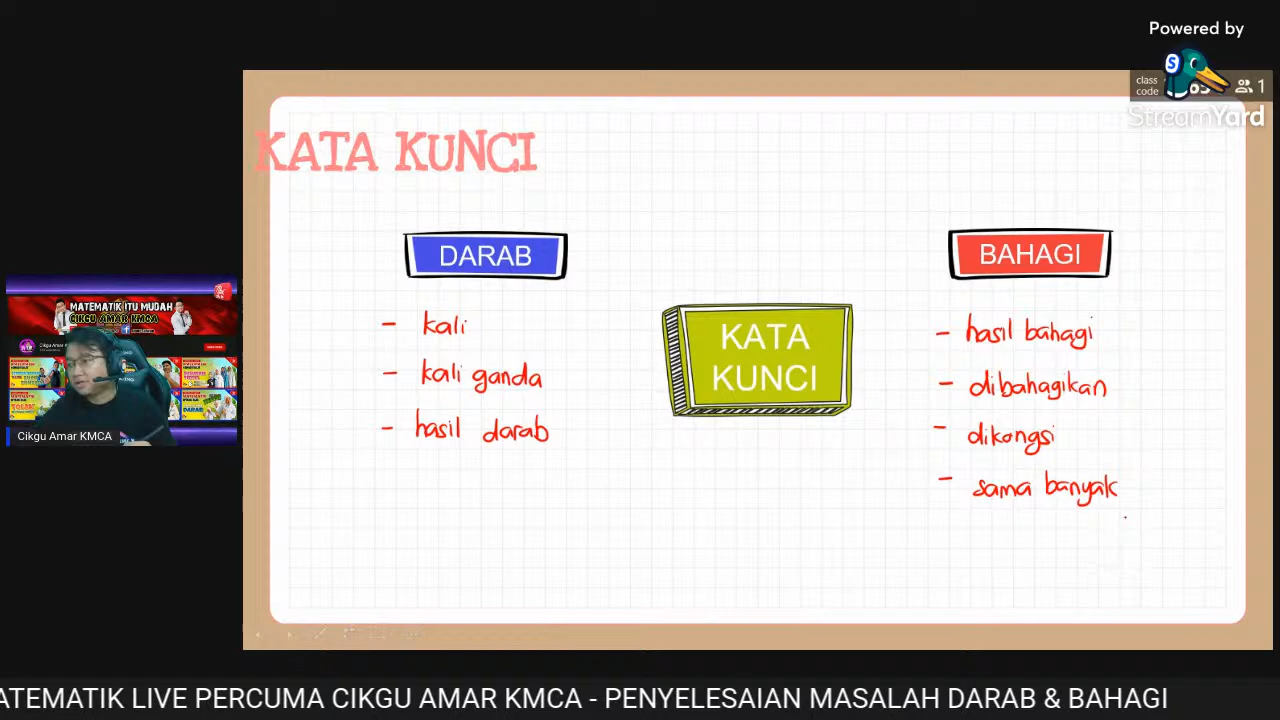 Powered by
class code
1
StreamYard
KATA KUNCI
DARAB
- kali
- kali ganda
- hasil darab
KATA
KUNCI
BAHAGI
- hasil bahagi
- dibahagikan
- dikongsi
- sama banyak
MATEMATIK ITU MUDAH
CIKGU AMAR KMCA
Cikgu Amar KMCA
ATEMATIK LIVE PERCUMA CIKGU AMAR KMCA - PENYELESAIAN MASALAH DARAB & BAHAGI